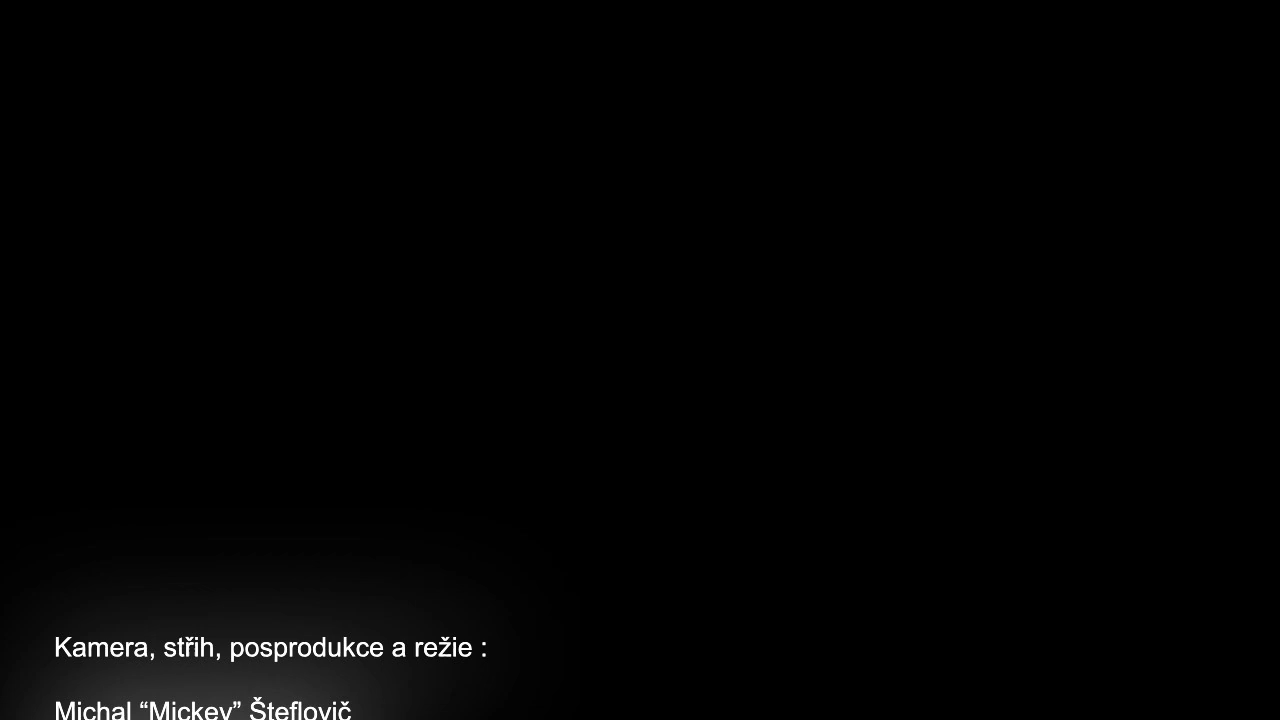 Kamera, střih, posprodukce a režie :
Michal “Mickey” Šteflovič